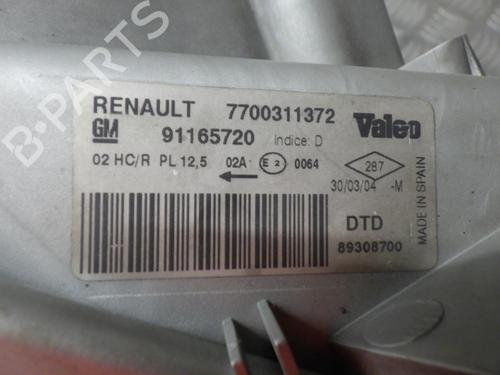 B-PARTS
RENAULT 7700311372
GM 91165720 Indice: D Valeo
02 HC/R PL 12,5 02A E 2 0064
287
30/03/04 -M
DTD
89308700
MADE IN SPAIN